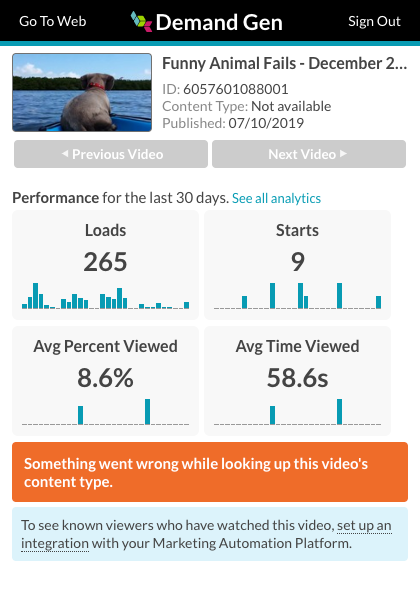 Go To Web
Demand Gen
Sign Out
Funny Animal Fails - December 2...
ID: 6057601088001
Content Type: Not available
Published: 07/10/2019
Previous Video
Next Video
Performance for the last 30 days. See all analytics
Loads
265
Starts
9
Avg Percent Viewed
8.6%
Avg Time Viewed
58.6s
Something went wrong while looking up this video's
content type.
To see known viewers who have watched this video, set up an
integration with your Marketing Automation Platform.